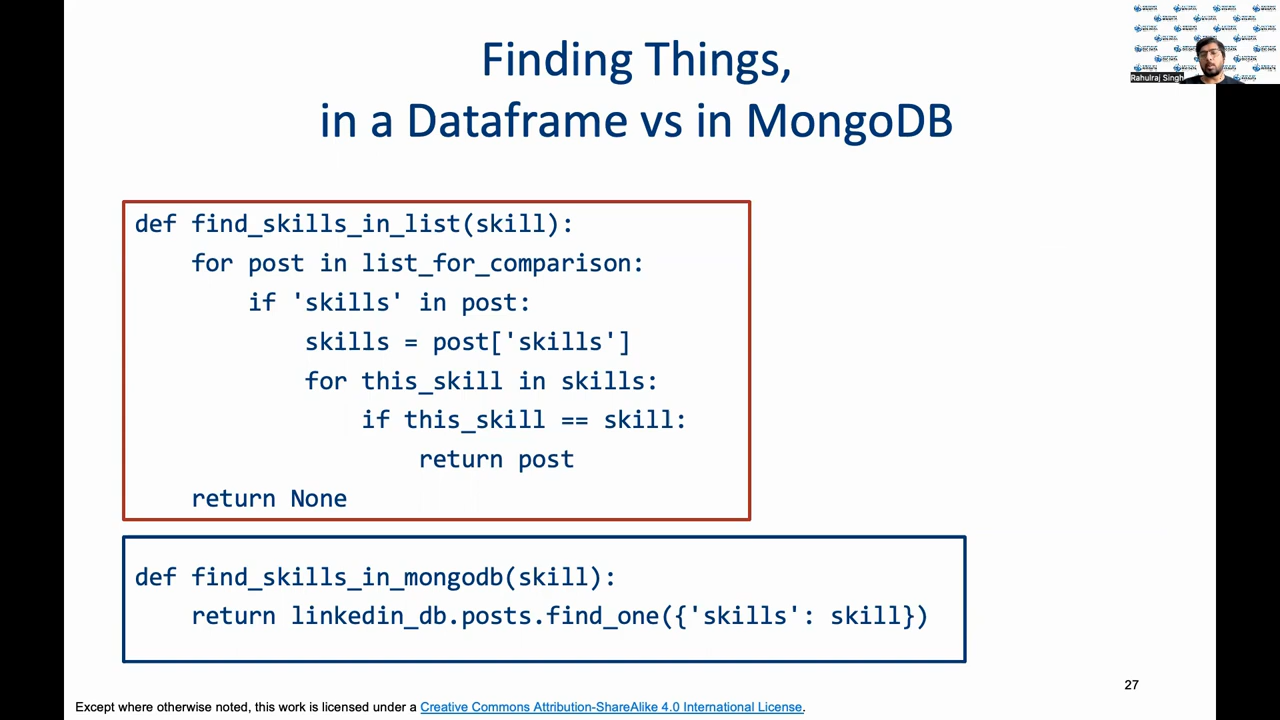 Finding Things,
in a Dataframe vs in MongoDB
Rahulraj Singh
def find_skills_in_list(skill):
    for post in list_for_comparison:
        if 'skills' in post:
            skills = post['skills']
            for this_skill in skills:
                if this_skill == skill:
                    return post
    return None
def find_skills_in_mongodb(skill):
    return linkedin_db.posts.find_one({'skills': skill})
27
Except where otherwise noted, this work is licensed under a Creative Commons Attribution-ShareAlike 4.0 International License.